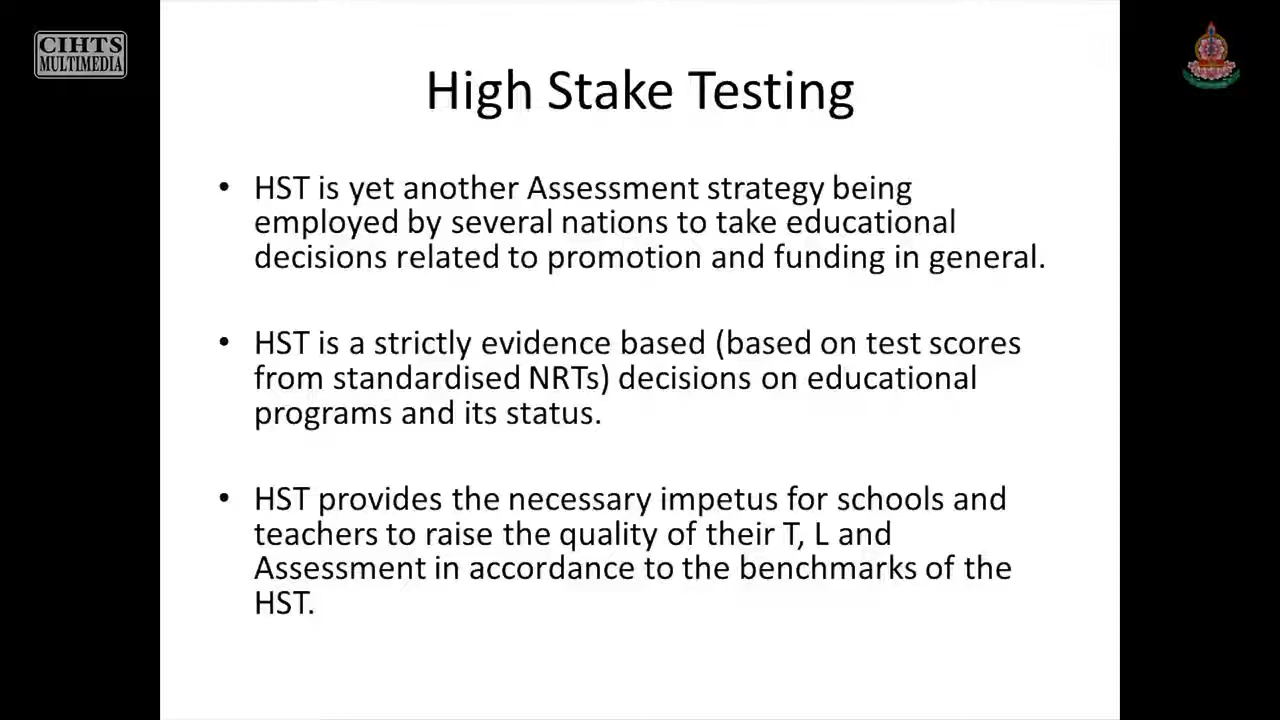 CIHTS
MULTIMEDIA
High Stake Testing
• HST is yet another Assessment strategy being
employed by several nations to take educational
decisions related to promotion and funding in general.
• HST is a strictly evidence based (based on test scores
from standardised NRTs) decisions on educational
programs and its status.
• HST provides the necessary impetus for schools and
teachers to raise the quality of their T, L and
Assessment in accordance to the benchmarks of the
HST.